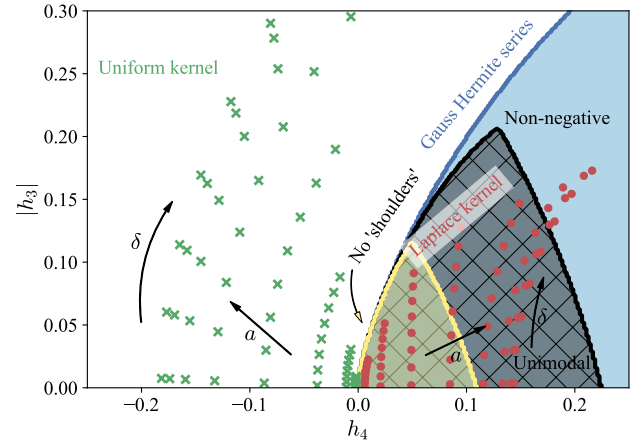 0.30
0.25
0.20
0.15
0.10
0.05
0.00
|h₃|
−0.2
−0.1
0.0
0.1
0.2
h₄
Uniform kernel
Gauss Hermite series
Non-negative
No 'shoulders'
Laplace kernel
Unimodal
δ
a
a
δ